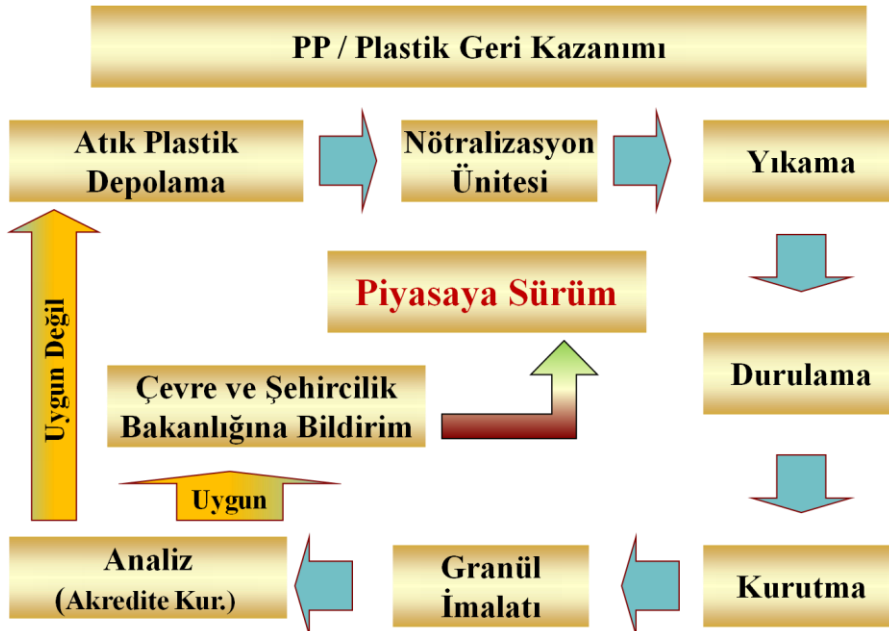 PP / Plastik Geri Kazanımı
Atık Plastik
Depolama
Nötralizasyon
Ünitesi
Yıkama
Durulama
Kurutma
Granül
İmalatı
Analiz
(Akredite Kur.)
Uygun Değil
Uygun
Çevre ve Şehircilik
Bakanlığına Bildirim
Piyasaya Sürüm